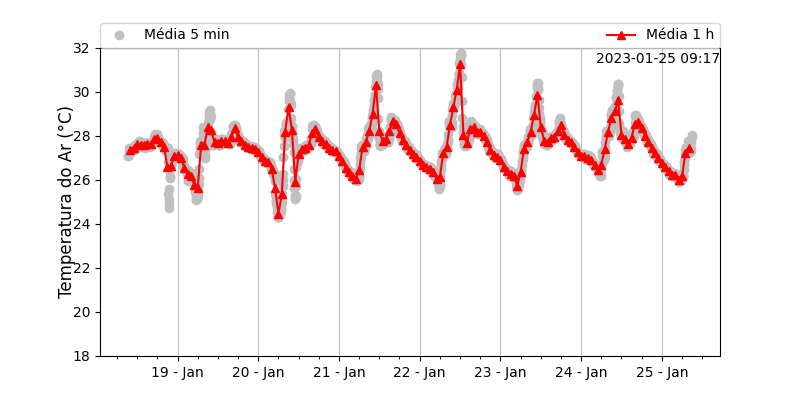 Média 5 min
Média 1 h
2023-01-25 09:17
Temperatura do Ar (°C)
32
30
28
26
24
22
20
18
19 - Jan
20 - Jan
21 - Jan
22 - Jan
23 - Jan
24 - Jan
25 - Jan